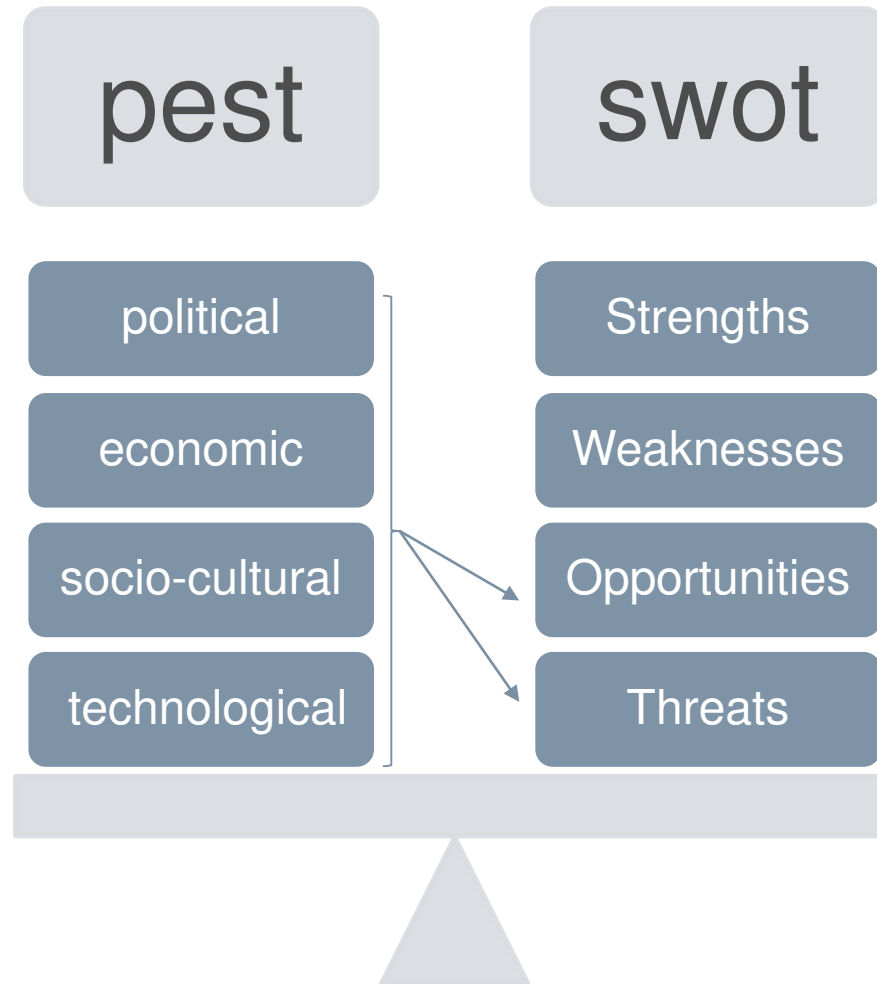 pest
swot
political
economic
socio-cultural
technological
Strengths
Weaknesses
Opportunities
Threats